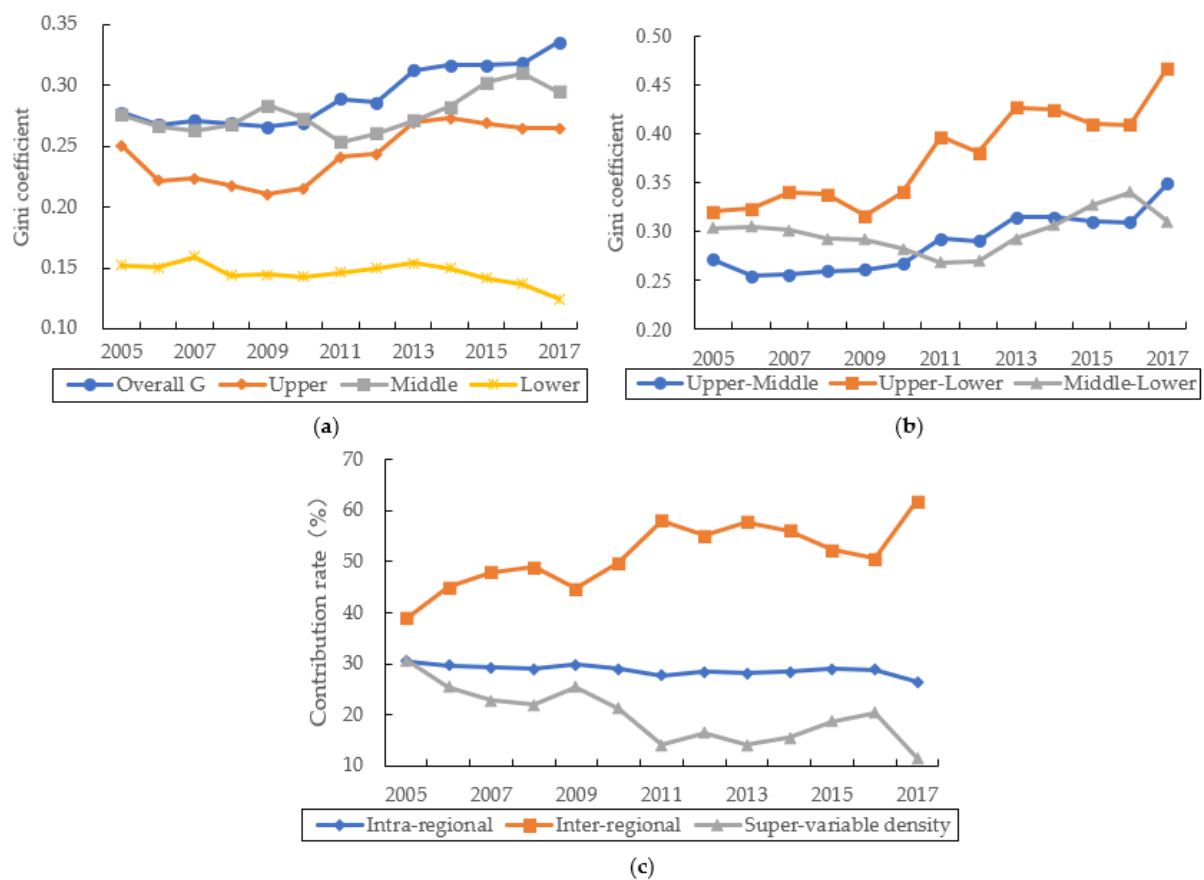 Gini coefficient
0.35
0.30
0.25
0.20
0.15
0.10
2005 2007 2009 2011 2013 2015 2017
Overall G Upper Middle Lower
(a)
Gini coefficient
0.50
0.45
0.40
0.35
0.30
0.25
0.20
2005 2007 2009 2011 2013 2015 2017
Upper-Middle Upper-Lower Middle-Lower
(b)
Contribution rate (%)
70
60
50
40
30
20
10
2005 2007 2009 2011 2013 2015 2017
Intra-regional Inter-regional Super-variable density
(c)